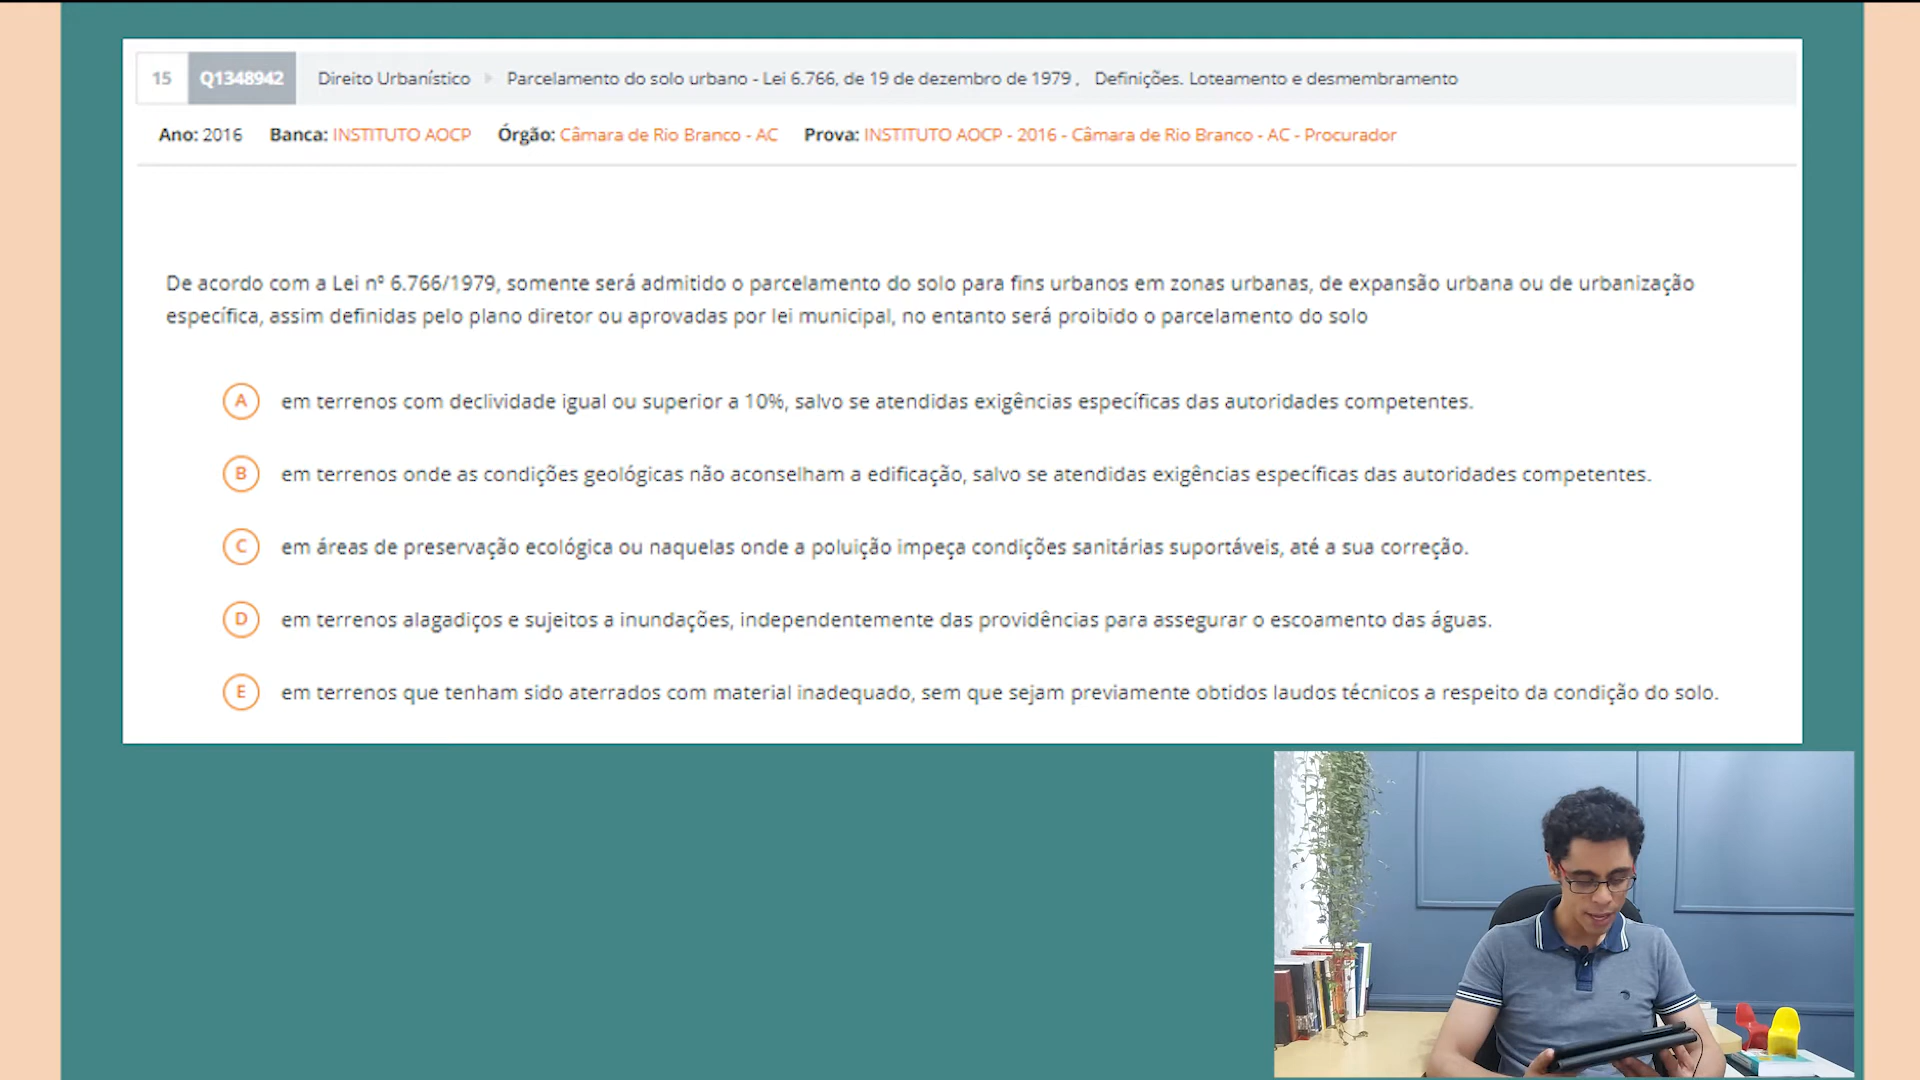 15 Q1348942 Direito Urbanístico Parcelamento do solo urbano - Lei 6.766, de 19 de dezembro de 1979 , Definições. Loteamento e desmembramento
Ano: 2016 Banca: INSTITUTO AOCP Órgão: Câmara de Rio Branco - AC Prova: INSTITUTO AOCP - 2016 - Câmara de Rio Branco - AC - Procurador
De acordo com a Lei nº 6.766/1979, somente será admitido o parcelamento do solo para fins urbanos em zonas urbanas, de expansão urbana ou de urbanização
específica, assim definidas pelo plano diretor ou aprovadas por lei municipal, no entanto será proibido o parcelamento do solo
A em terrenos com declividade igual ou superior a 10%, salvo se atendidas exigências específicas das autoridades competentes.
B em terrenos onde as condições geológicas não aconselham a edificação, salvo se atendidas exigências específicas das autoridades competentes.
C em áreas de preservação ecológica ou naquelas onde a poluição impeça condições sanitárias suportáveis, até a sua correção.
D em terrenos alagadiços e sujeitos a inundações, independentemente das providências para assegurar o escoamento das águas.
E em terrenos que tenham sido aterrados com material inadequado, sem que sejam previamente obtidos laudos técnicos a respeito da condição do solo.